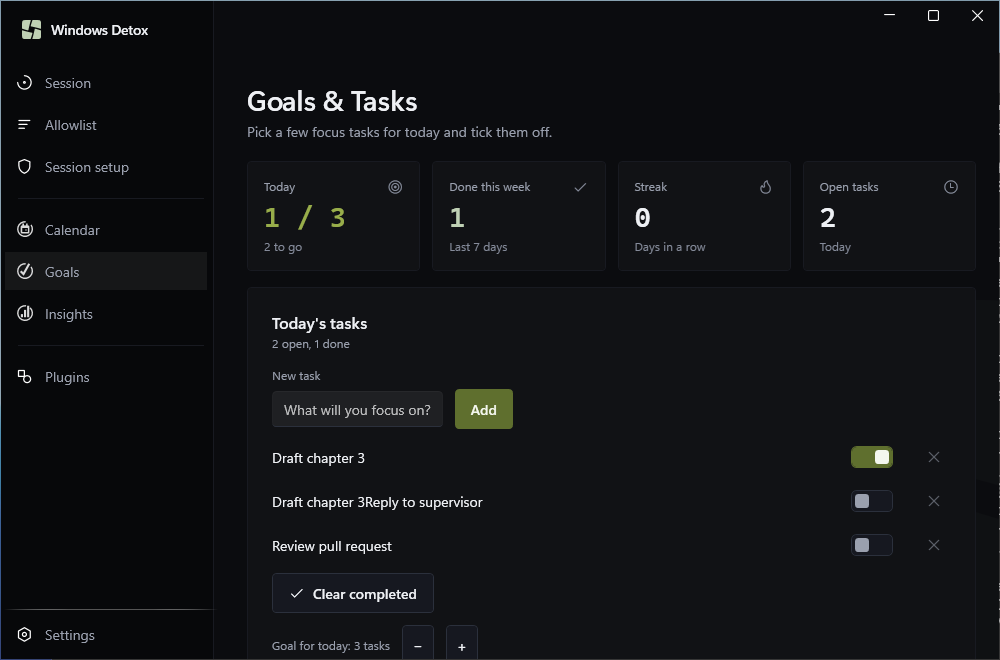 Windows Detox
Session
Allowlist
Session setup
Calendar
Goals
Insights
Plugins
Settings
Goals & Tasks
Pick a few focus tasks for today and tick them off.
Today
1 / 3
2 to go
Done this week
1
Last 7 days
Streak
0
Days in a row
Open tasks
2
Today
Today's tasks
2 open, 1 done
New task
What will you focus on?
Add
Draft chapter 3
Draft chapter 3Reply to supervisor
Review pull request
Clear completed
Goal for today: 3 tasks
− +